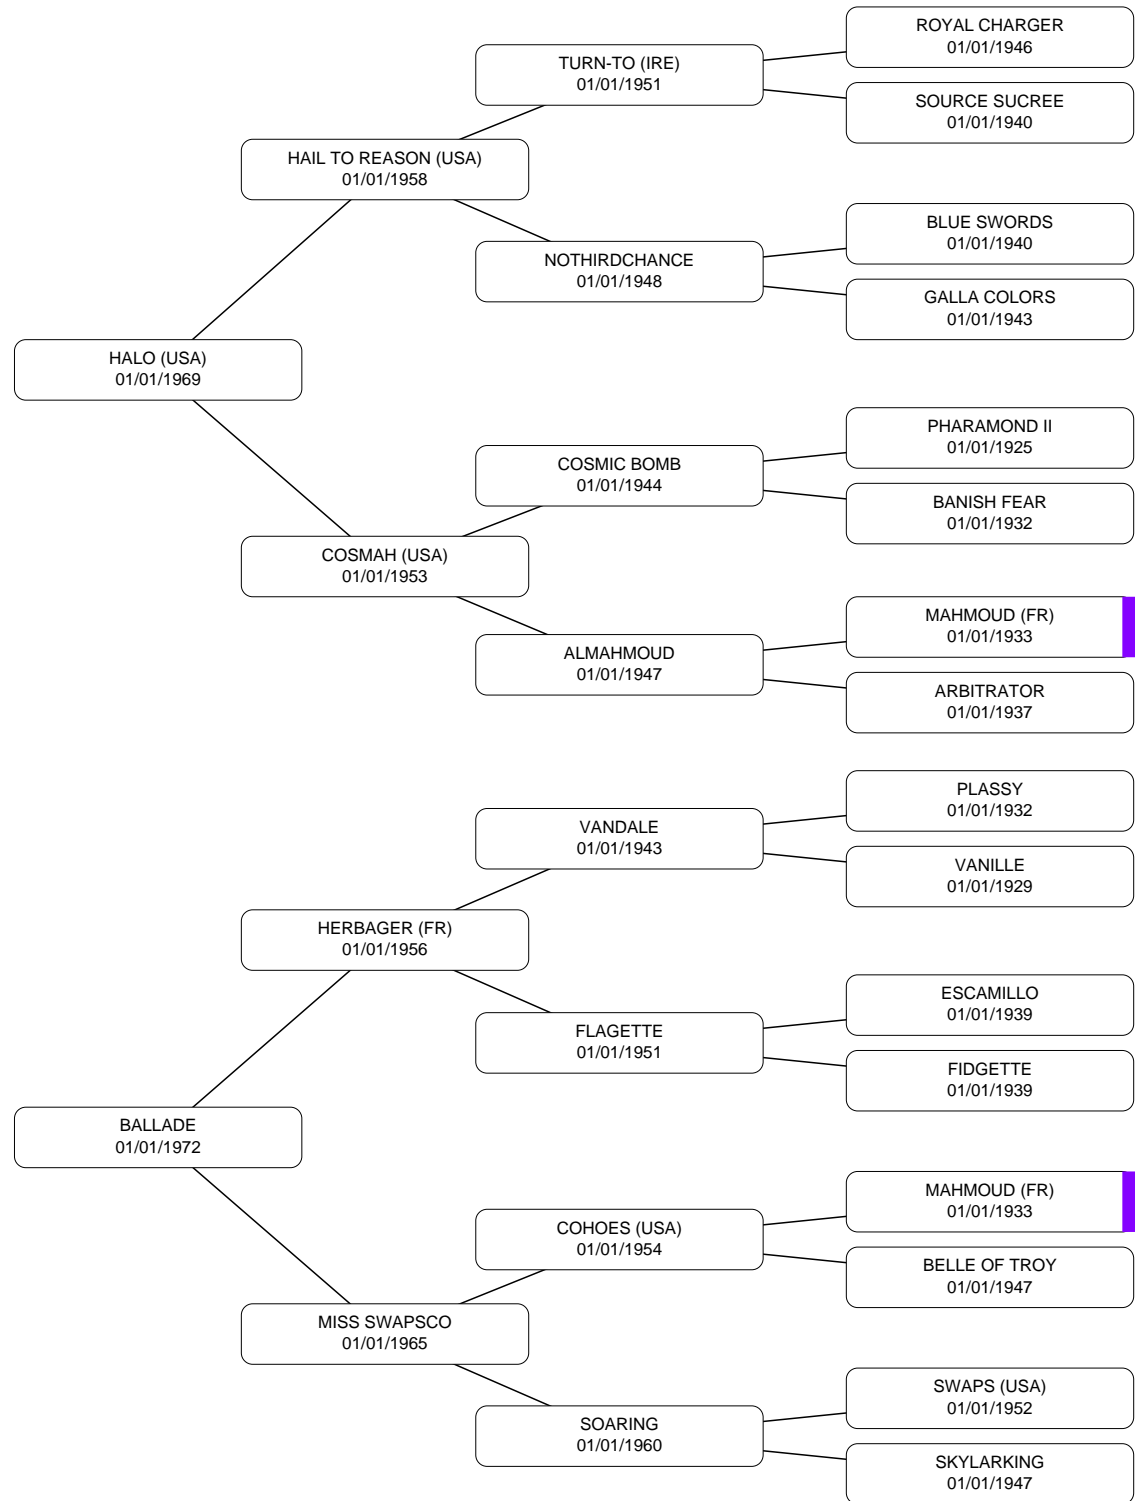 ROYAL CHARGER
01/01/1946
TURN-TO (IRE)
01/01/1951
SOURCE SUCREE
01/01/1940
HAIL TO REASON (USA)
01/01/1958
BLUE SWORDS
01/01/1940
NOTHIRDCHANCE
01/01/1948
GALLA COLORS
01/01/1943
HALO (USA)
01/01/1969
PHARAMOND II
01/01/1925
COSMIC BOMB
01/01/1944
BANISH FEAR
01/01/1932
COSMAH (USA)
01/01/1953
MAHMOUD (FR)
01/01/1933
ALMAHMOUD
01/01/1947
ARBITRATOR
01/01/1937
PLASSY
01/01/1932
VANDALE
01/01/1943
VANILLE
01/01/1929
HERBAGER (FR)
01/01/1956
ESCAMILLO
01/01/1939
FLAGETTE
01/01/1951
FIDGETTE
01/01/1939
BALLADE
01/01/1972
MAHMOUD (FR)
01/01/1933
COHOES (USA)
01/01/1954
BELLE OF TROY
01/01/1947
MISS SWAPSCO
01/01/1965
SWAPS (USA)
01/01/1952
SOARING
01/01/1960
SKYLARKING
01/01/1947